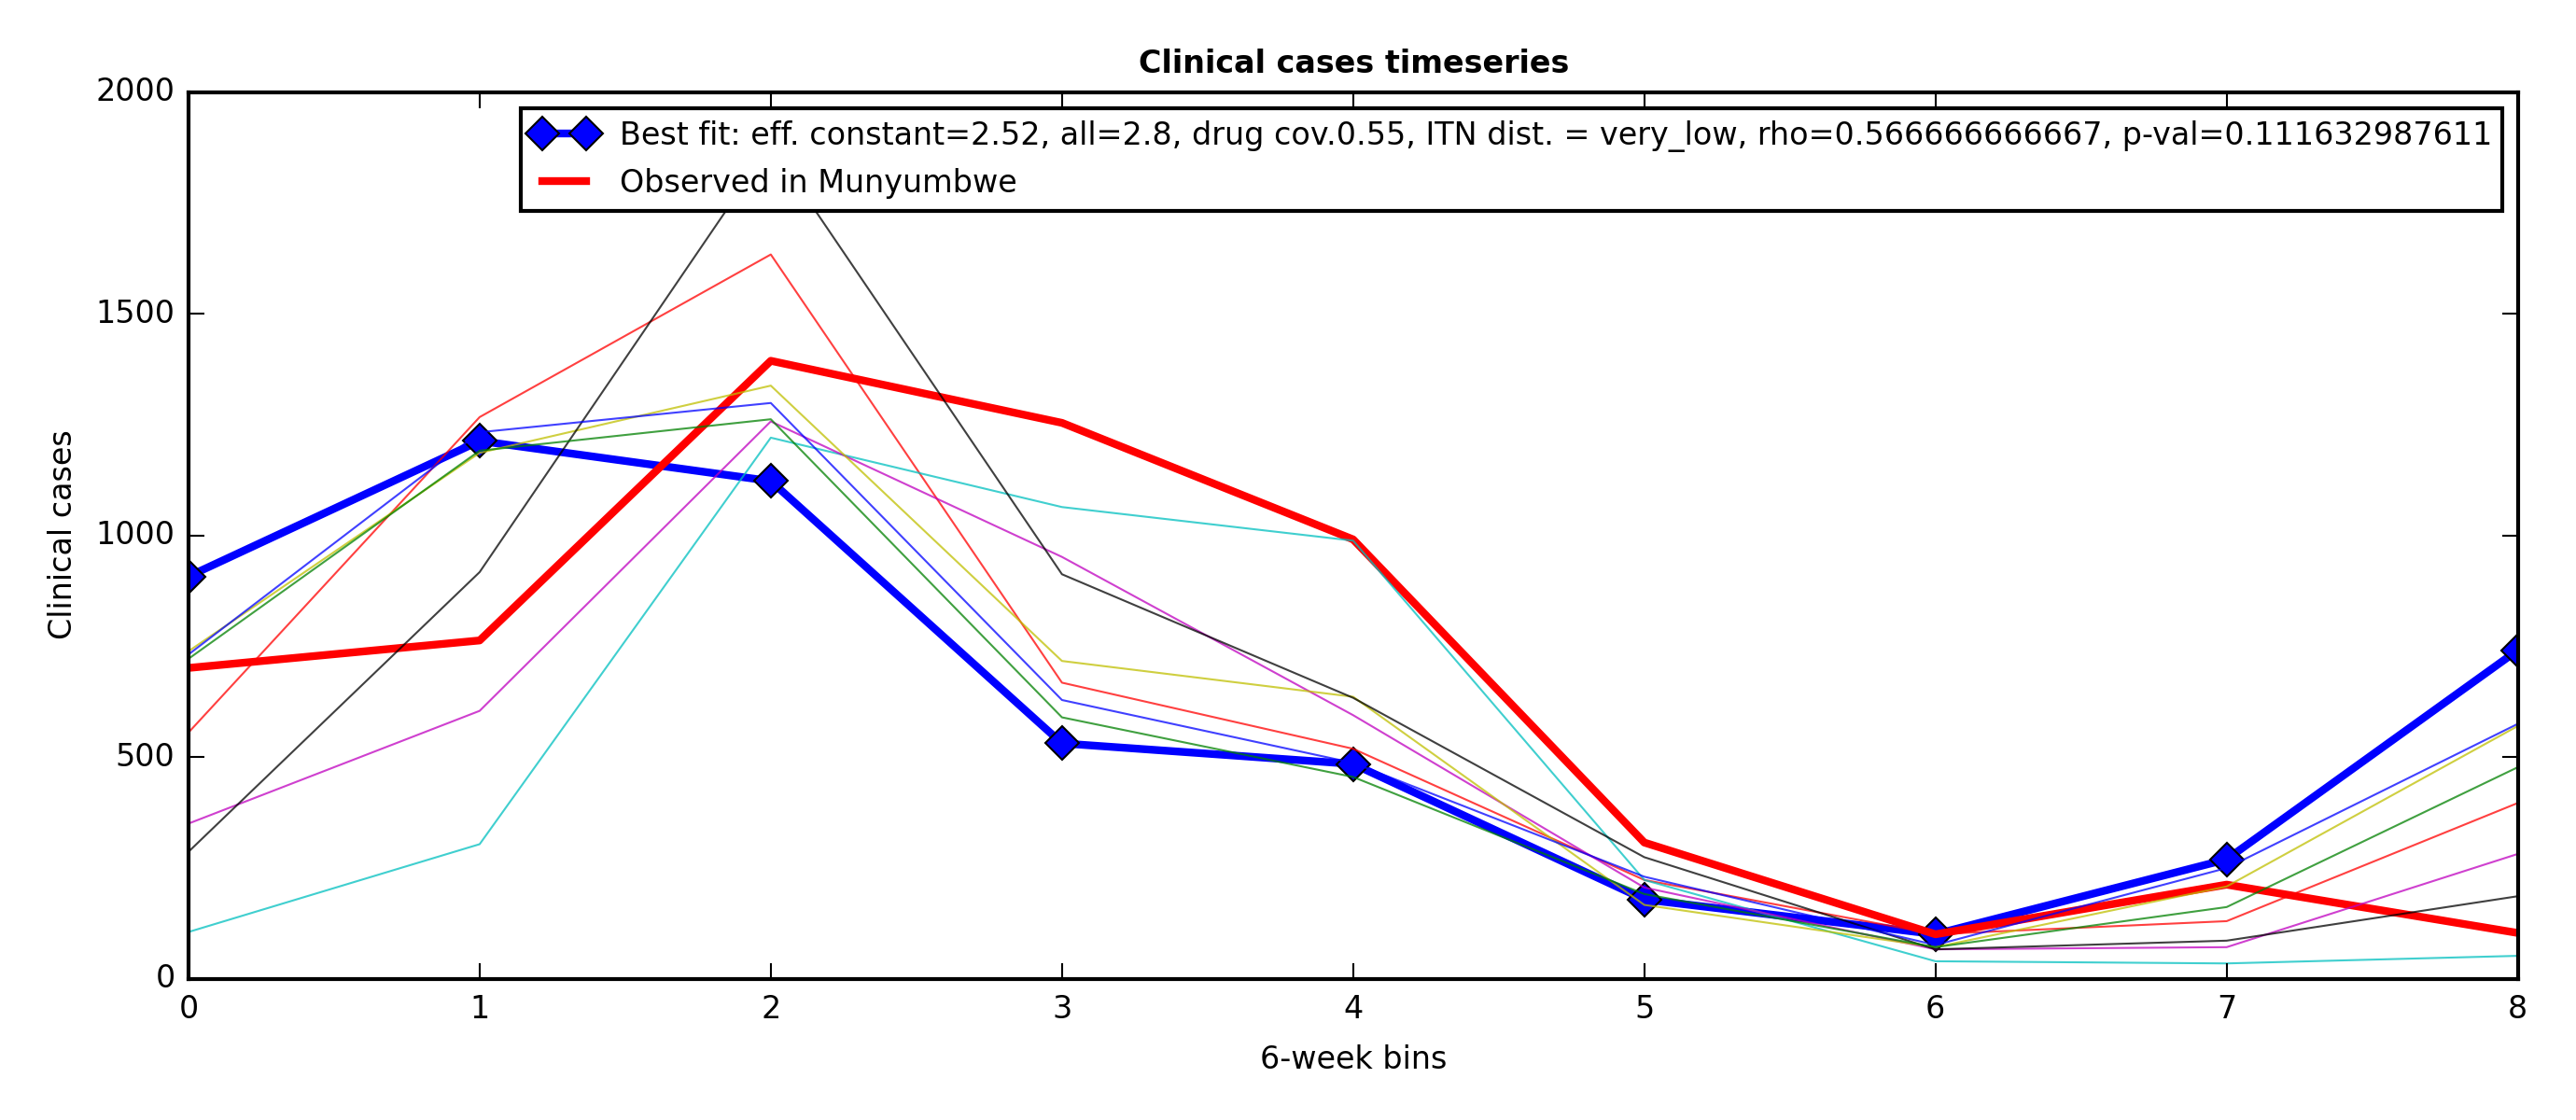 Clinical cases timeseries
2000
1500
1000
500
0
Clinical cases
Best fit: eff. constant=2.52, all=2.8, drug cov.0.55, ITN dist. = very_low, rho=0.566666666667, p-val=0.111632987611
Observed in Munyumbwe
0 1 2 3 4 5 6 7 8
6-week bins